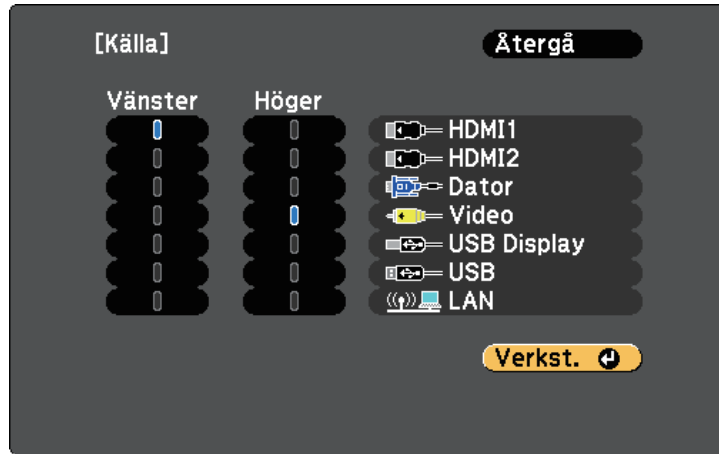 [Källa] Återgå
Vänster Höger
HDMI1
HDMI2
Dator
Video
USB Display
USB
LAN
Verkst.